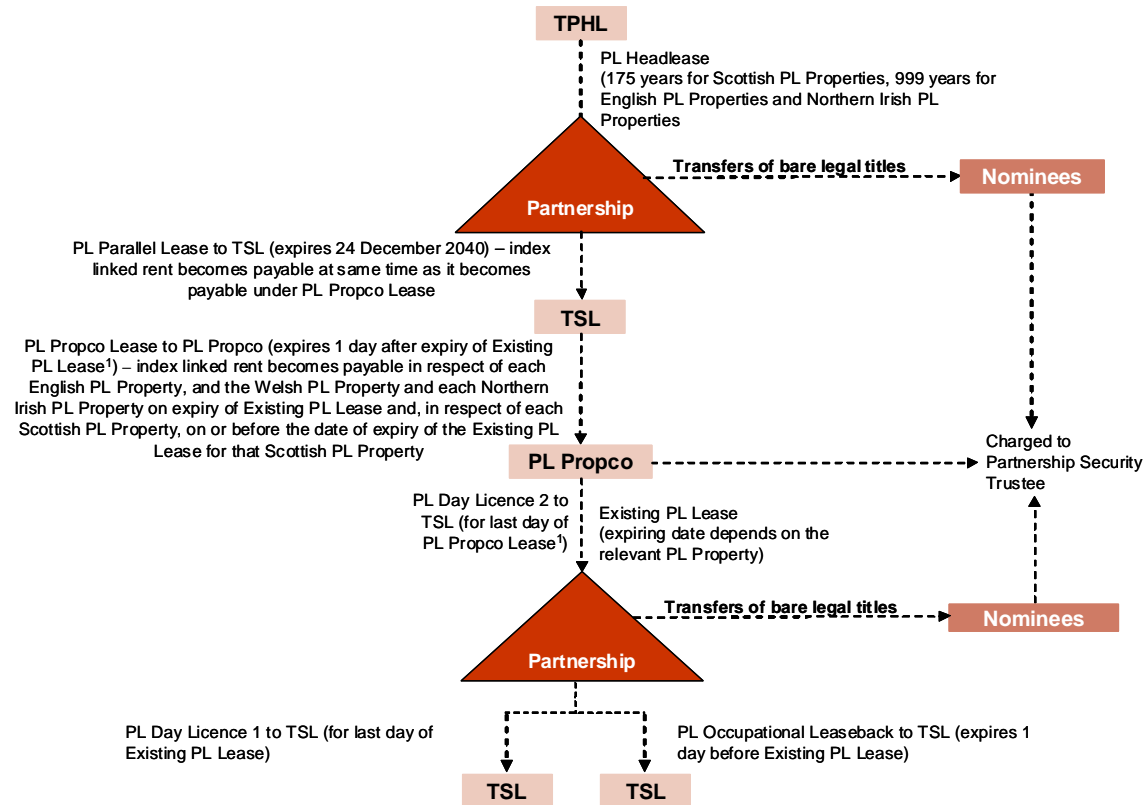 TPHL
PL Headlease
(175 years for Scottish PL Properties, 999 years for
English PL Properties and Northern Irish PL
Properties
Transfers of bare legal titles
Nominees
Partnership
PL Parallel Lease to TSL (expires 24 December 2040) – index
linked rent becomes payable at same time as it becomes
payable under PL Propco Lease
TSL
PL Propco Lease to PL Propco (expires 1 day after expiry of Existing
PL Lease¹) – index linked rent becomes payable in respect of each
English PL Property, and the Welsh PL Property and each Northern
Irish PL Property on expiry of Existing PL Lease and, in respect of each
Scottish PL Property, on or before the date of expiry of the Existing PL
Lease for that Scottish PL Property
PL Propco
Charged to
Partnership Security
Trustee
PL Day Licence 2 to
TSL (for last day of
PL Propco Lease¹)
Existing PL Lease
(expiring date depends on the
relevant PL Property)
Transfers of bare legal titles
Nominees
Partnership
PL Day Licence 1 to TSL (for last day of
Existing PL Lease)
PL Occupational Leaseback to TSL (expires 1
day before Existing PL Lease)
TSL
TSL